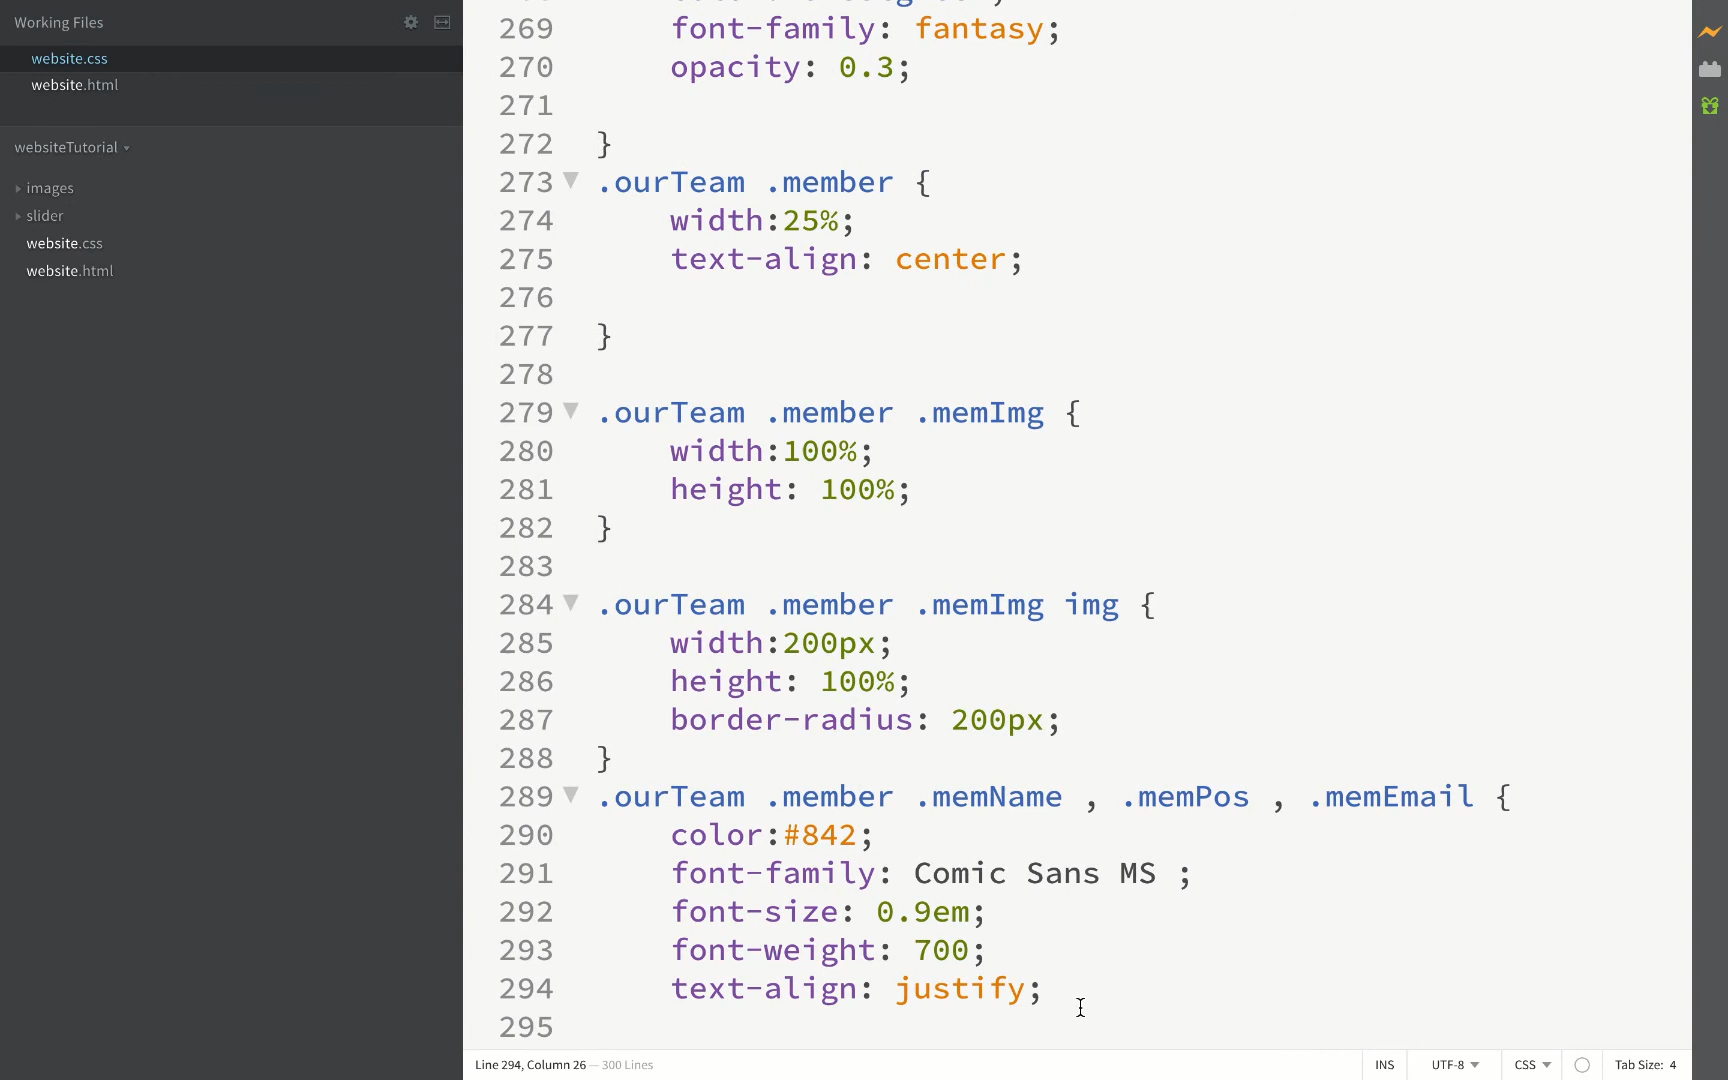 Working Files
website.css
website.html
websiteTutorial
images
slider
website.css
website.html
269 font-family: fantasy;
270 opacity: 0.3;
271
272 }
273 .ourTeam .member {
274 width:25%;
275 text-align: center;
276
277 }
278
279 .ourTeam .member .memImg {
280 width:100%;
281 height: 100%;
282 }
283
284 .ourTeam .member .memImg img {
285 width:200px;
286 height: 100%;
287 border-radius: 200px;
288 }
289 .ourTeam .member .memName , .memPos , .memEmail {
290 color:#842;
291 font-family: Comic Sans MS ;
292 font-size: 0.9em;
293 font-weight: 700;
294 text-align: justify;
295
Line 294, Column 26 — 300 Lines INS UTF-8 CSS Tab Size: 4